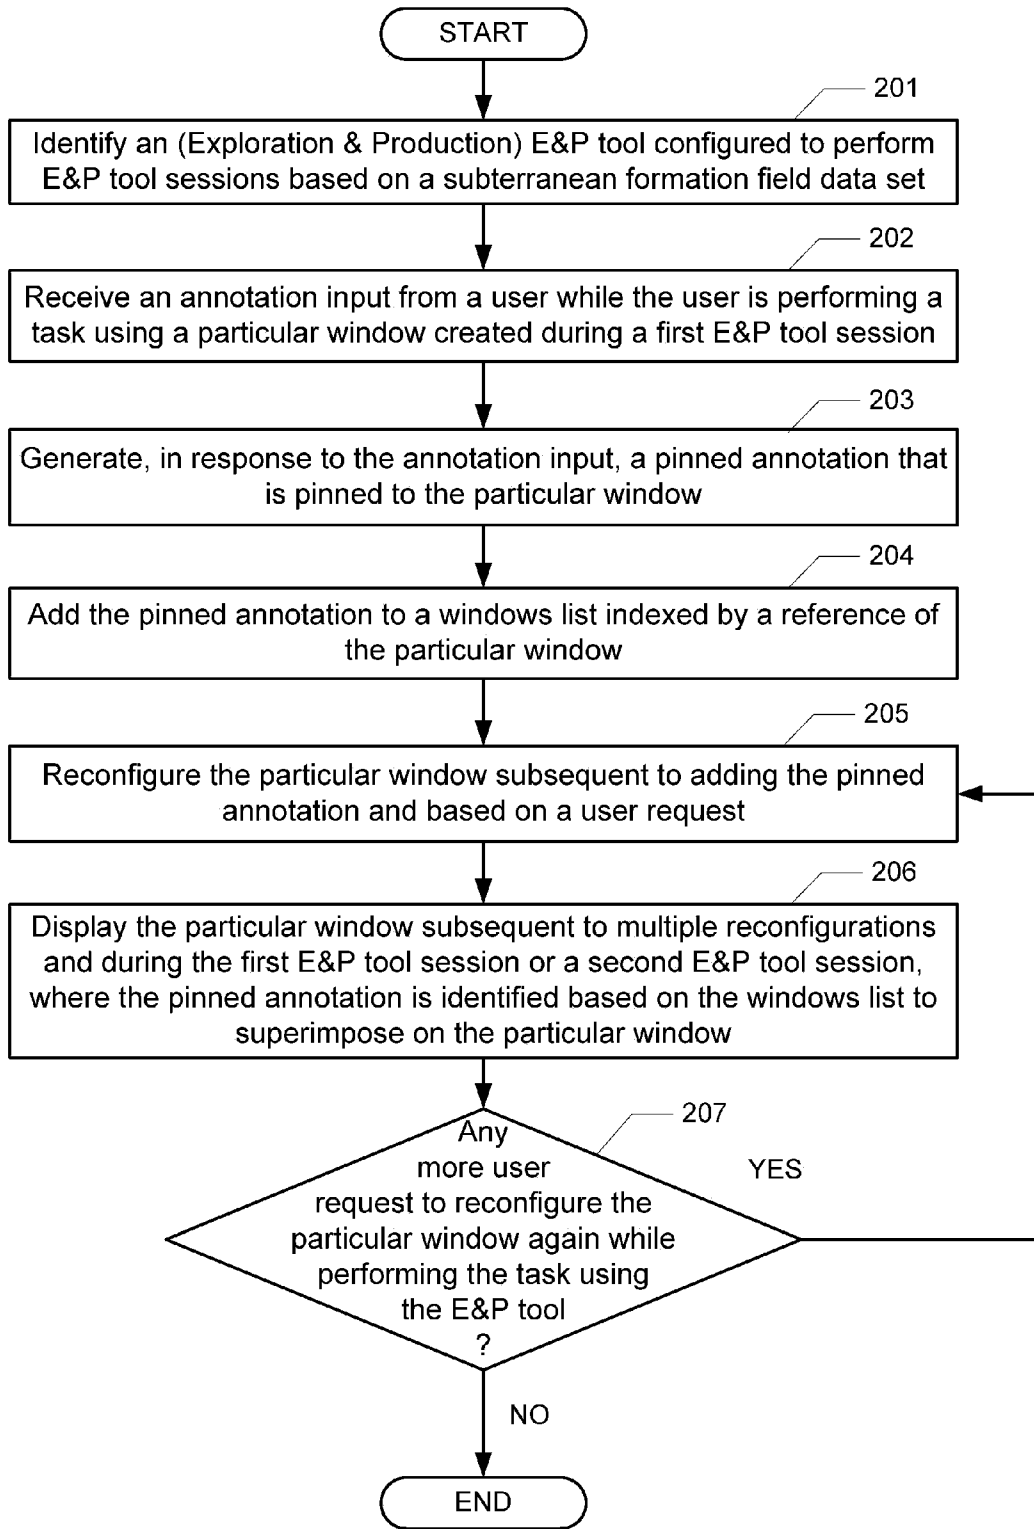 START
201
Identify an (Exploration & Production) E&P tool configured to perform
E&P tool sessions based on a subterranean formation field data set
202
Receive an annotation input from a user while the user is performing a
task using a particular window created during a first E&P tool session
203
Generate, in response to the annotation input, a pinned annotation that
is pinned to the particular window
204
Add the pinned annotation to a windows list indexed by a reference of
the particular window
205
Reconfigure the particular window subsequent to adding the pinned
annotation and based on a user request
206
Display the particular window subsequent to multiple reconfigurations
and during the first E&P tool session or a second E&P tool session,
where the pinned annotation is identified based on the windows list to
superimpose on the particular window
207
Any
more user
request to reconfigure the
particular window again while
performing the task using
the E&P tool
?
YES
NO
END